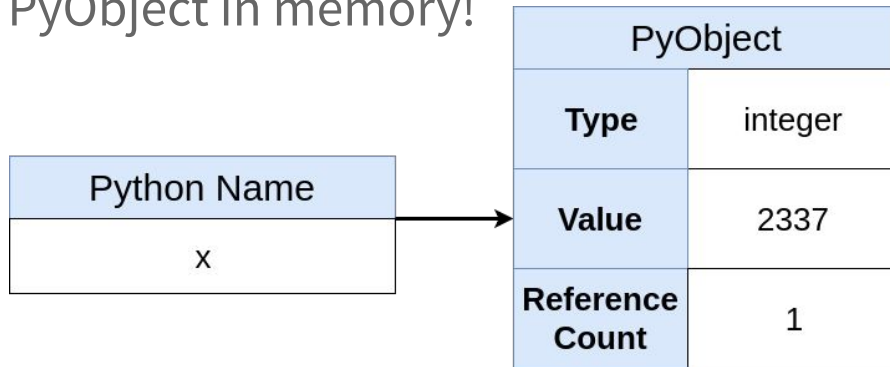 PyObject in memory!
PyObject
Type integer
Python Name
Value 2337
x
Reference
Count
1